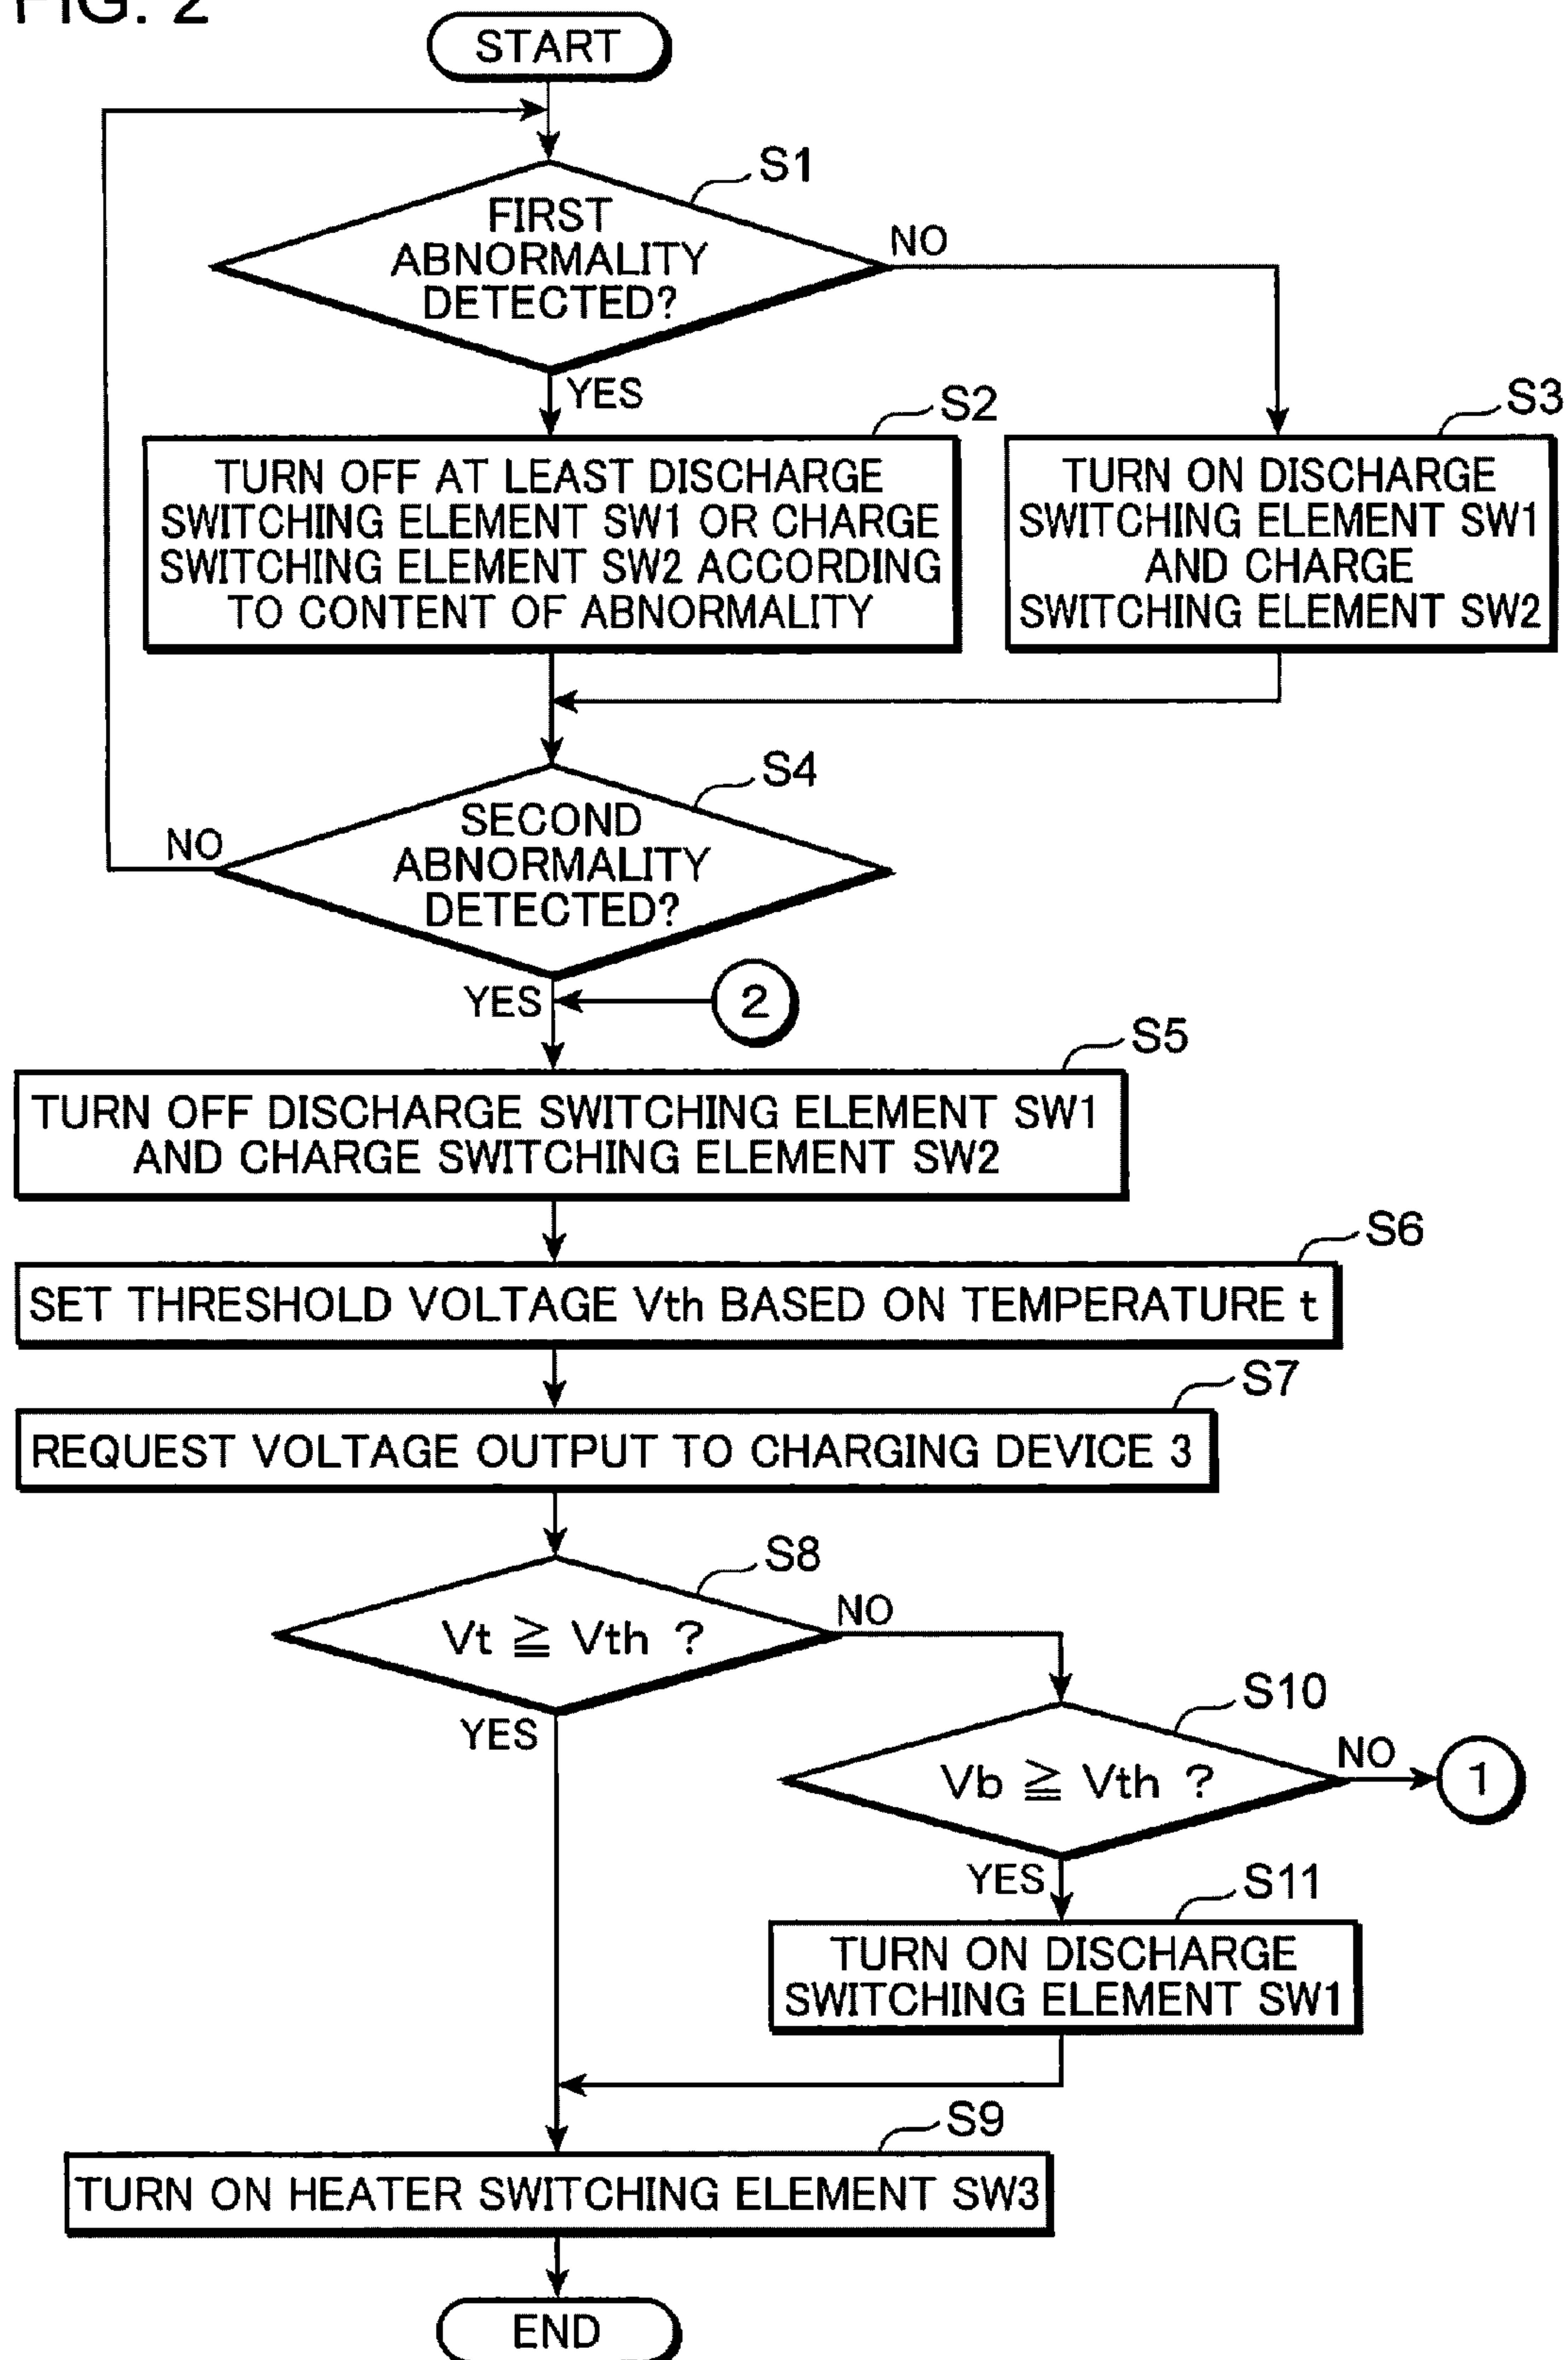 FIG. 2
START
S1
FIRST
ABNORMALITY
DETECTED?
NO
YES
S2
TURN OFF AT LEAST DISCHARGE
SWITCHING ELEMENT SW1 OR CHARGE
SWITCHING ELEMENT SW2 ACCORDING
TO CONTENT OF ABNORMALITY
S3
TURN ON DISCHARGE
SWITCHING ELEMENT SW1
AND CHARGE
SWITCHING ELEMENT SW2
S4
SECOND
ABNORMALITY
DETECTED?
NO
YES
2
S5
TURN OFF DISCHARGE SWITCHING ELEMENT SW1
AND CHARGE SWITCHING ELEMENT SW2
S6
SET THRESHOLD VOLTAGE Vth BASED ON TEMPERATURE t
S7
REQUEST VOLTAGE OUTPUT TO CHARGING DEVICE 3
S8
Vt ≧ Vth ?
NO
YES
S10
Vb ≧ Vth ?
NO
1
YES
S11
TURN ON DISCHARGE
SWITCHING ELEMENT SW1
S9
TURN ON HEATER SWITCHING ELEMENT SW3
END